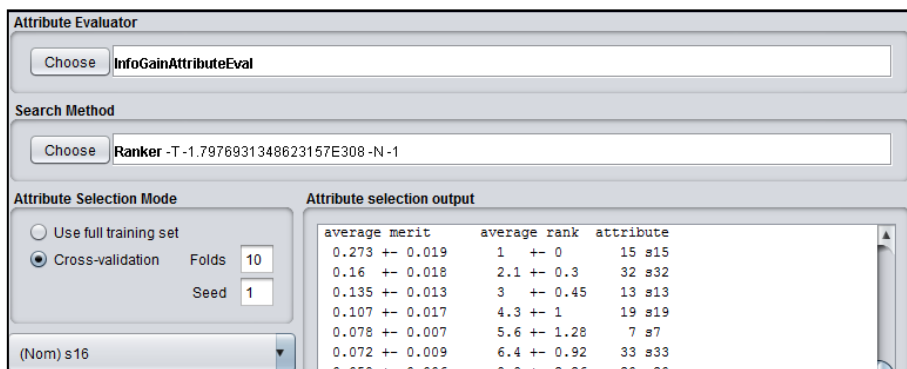 Attribute Evaluator
Choose InfoGainAttributeEval
Search Method
Choose Ranker -T -1.7976931348623157E308 -N -1
Attribute Selection Mode
Use full training set
Cross-validation Folds 10
Seed 1
(Nom) s16
Attribute selection output
average merit average rank attribute
0.273 +- 0.019 1 +- 0 15 s15
0.16 +- 0.018 2.1 +- 0.3 32 s32
0.135 +- 0.013 3 +- 0.45 13 s13
0.107 +- 0.017 4.3 +- 1 19 s19
0.078 +- 0.007 5.6 +- 1.28 7 s7
0.072 +- 0.009 6.4 +- 0.92 33 s33